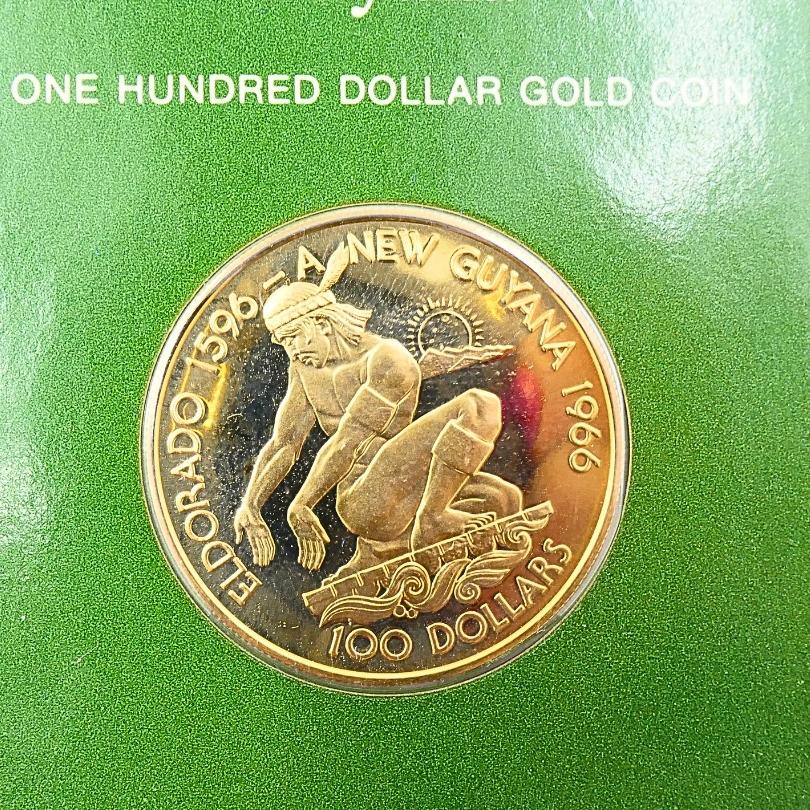 ONE HUNDRED DOLLAR GOLD COIN
ELDORADO 1596 - A NEW GUYANA 1966
100 DOLLARS